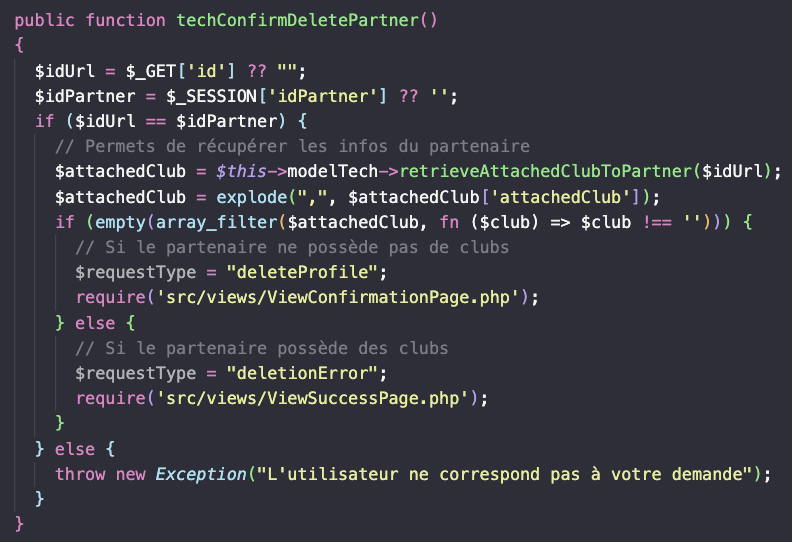 public function techConfirmDeletePartner()
{
$idUrl = $_GET['id'] ?? "";
$idPartner = $_SESSION['idPartner'] ?? '';
if ($idUrl == $idPartner) {
// Permets de récupérer les infos du partenaire
$attachedClub = $this->modelTech->retrieveAttachedClubToPartner($idUrl);
$attachedClub = explode(",", $attachedClub['attachedClub']);
if (empty(array_filter($attachedClub, fn ($club) => $club !== ''))) {
// Si le partenaire ne possède pas de clubs
$requestType = "deleteProfile";
require('src/views/ViewConfirmationPage.php');
} else {
// Si le partenaire possède des clubs
$requestType = "deletionError";
require('src/views/ViewSuccessPage.php');
}
} else {
throw new Exception("L'utilisateur ne correspond pas à votre demande");
}
}